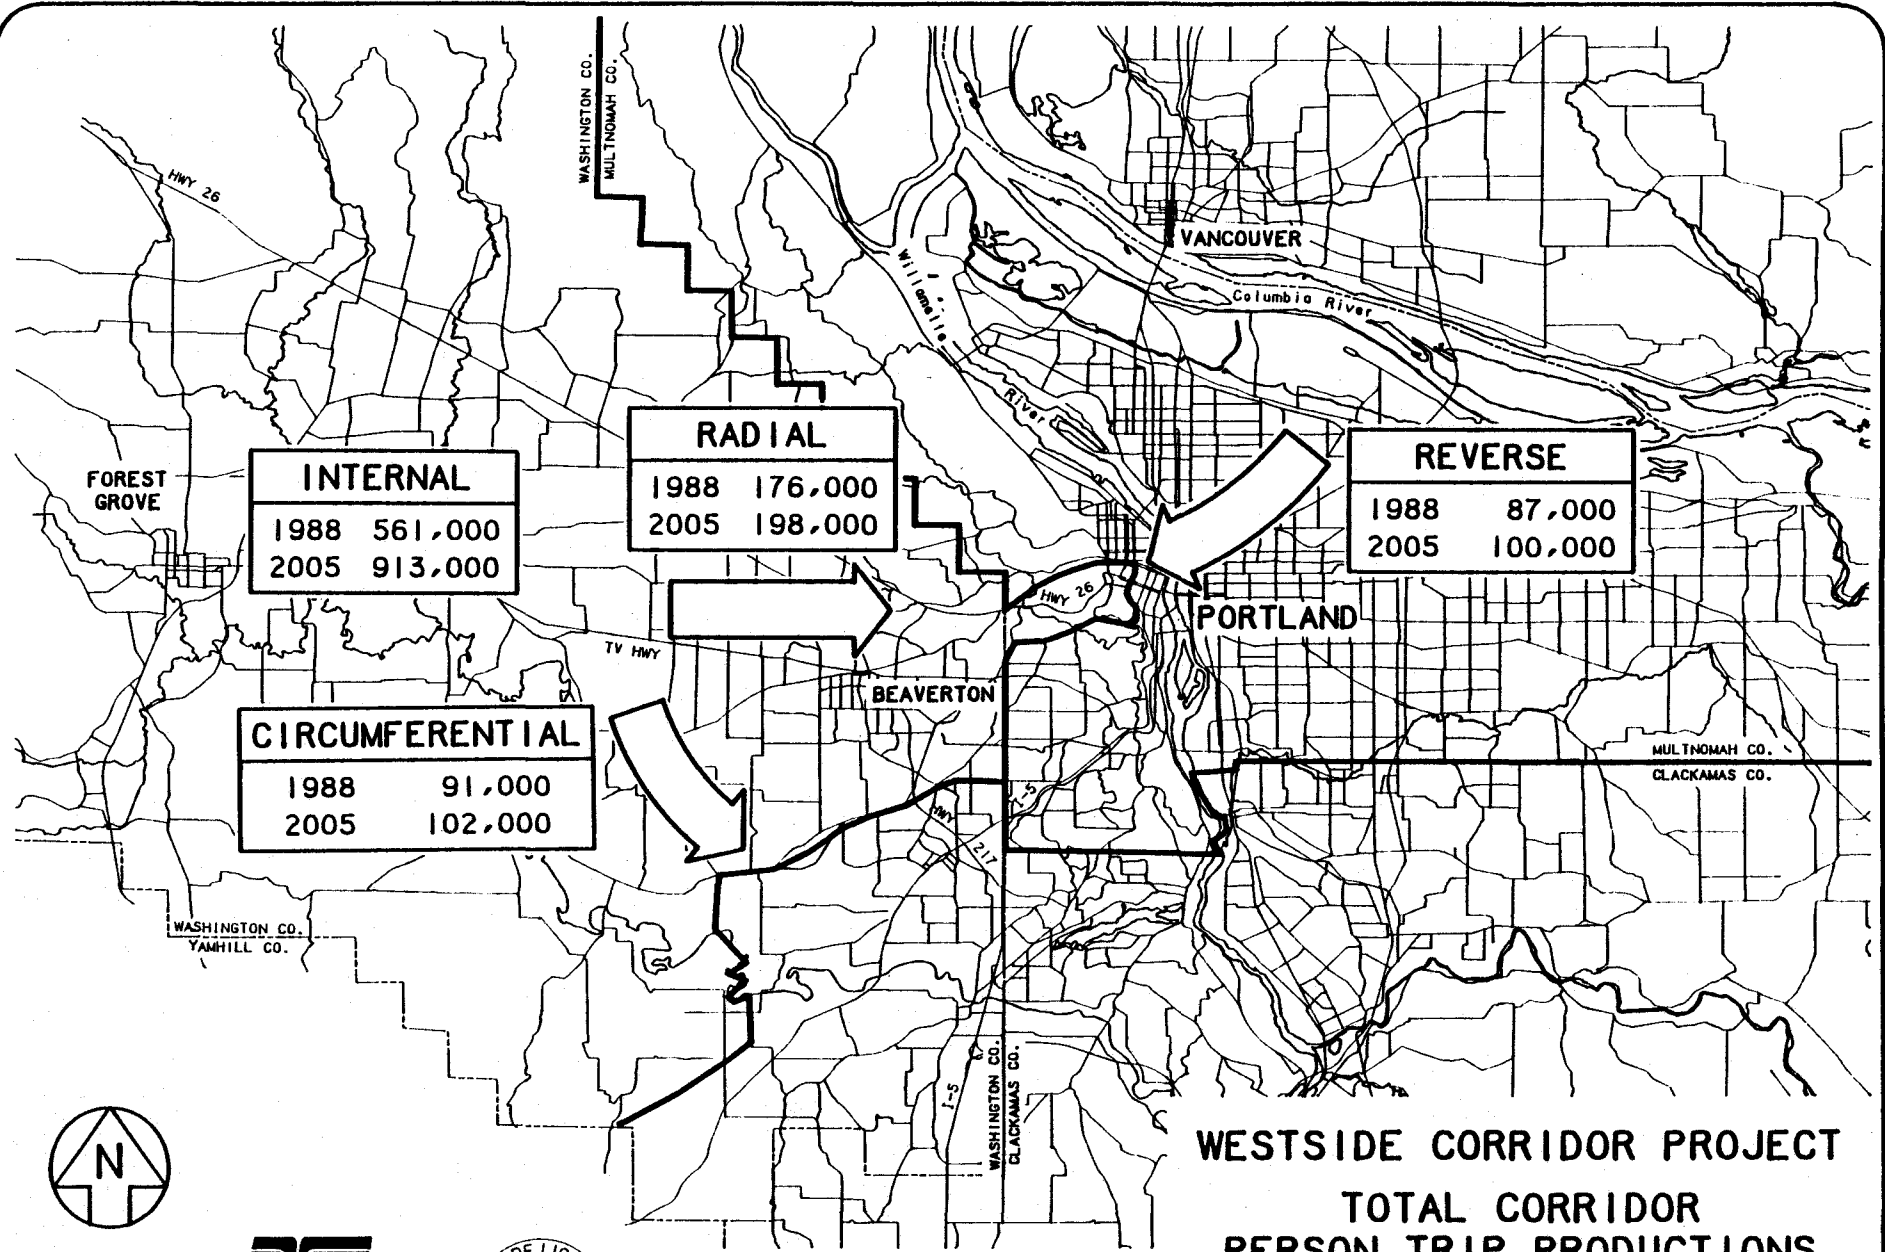 WASHINGTON CO.
MULTNOMAH CO.
HWY 26
VANCOUVER
Columbia River
Willamette
River
RADIAL
1988 176,000
2005 198,000
REVERSE
1988 87,000
2005 100,000
INTERNAL
1988 561,000
2005 913,000
FOREST
GROVE
HWY 26
PORTLAND
TV HWY
BEAVERTON
CIRCUMFERENTIAL
1988 91,000
2005 102,000
MULTNOMAH CO.
CLACKAMAS CO.
I-5
HWY
217
WASHINGTON CO.
YAMHILL CO.
I-5
WASHINGTON CO.
CLACKAMAS CO.
N
WESTSIDE CORRIDOR PROJECT
TOTAL CORRIDOR
PERSON TRIP PRODUCTIONS